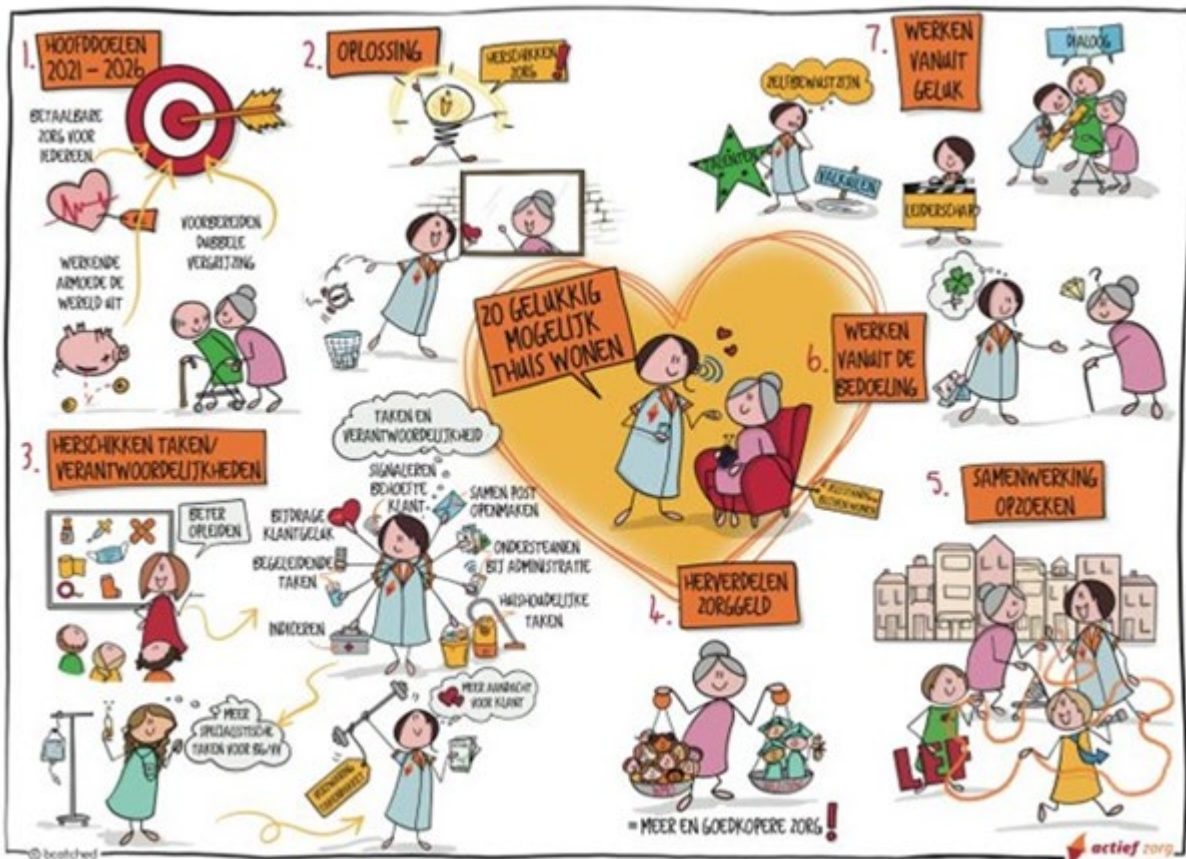 1. HOOFDDOELEN
2021 – 2026
BETAALBARE
ZORG VOOR
IEDEREEN
WERKENDE
ARMOEDE DE
WERELD UIT
VOORBEREIDEN
DUBBELE
VERGRIJZING
2. OPLOSSING
HERSCHIKKEN
ZORG!
3. HERSCHIKKEN TAKEN/
VERANTWOORDELIJKHEDEN
BETER
OPLEIDEN
TAKEN EN
VERANTWOORDELIJKHEID
SIGNALEREN
BEHOEFTE
KLANT
SAMEN POST
OPENMAKEN
BIJDRAGE
KLANTGELUK
ONDERSTEUNEN
BIJ ADMINISTRATIE
BEGELEIDENDE
TAKEN
HUISHOUDELIJKE
TAKEN
INDICEREN
MEER
SPECIALISTISCHE
TAKEN VOOR
MEER AANDACHT
VOOR KLANT
20 GELUKKIG
MOGELIJK
THUIS WONEN
4. HERVERDELEN
ZORGGELD
= MEER EN GOEDKOPERE ZORG!
5. SAMENWERKING
OPZOEKEN
LEF
6. WERKEN
VANUIT DE
BEDOELING
7. WERKEN
VANUIT
GELUK
ZELFBEWUSTZIJN
TALENTEN
VALKUILEN
LEIDERSCHAP
DIALOOG
© beatched
actief zorg